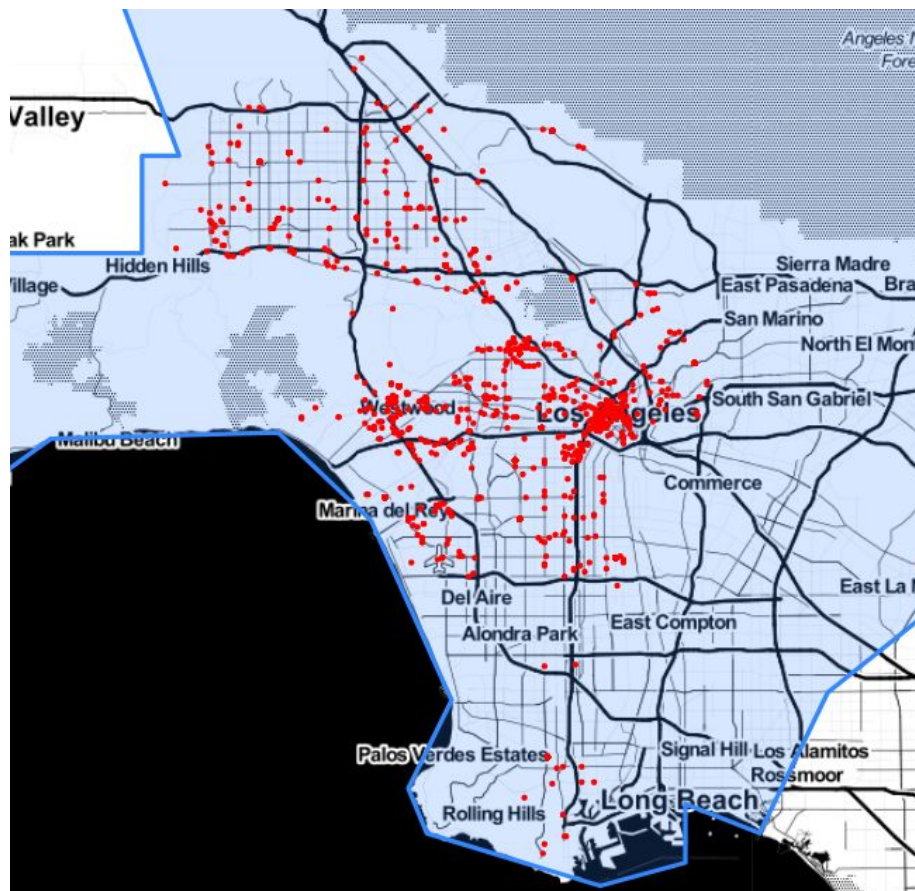 Angeles N
Fore
Valley
ak Park
Hidden Hills
Village
Sierra Madre
East Pasadena
Bra
San Marino
North El Mon
Westwood
Los Angeles
South San Gabriel
Malibu Beach
Commerce
Marina del Rey
Del Aire
East La
East Compton
Alondra Park
Palos Verdes Estates
Signal Hill
Los Alamitos
Rossmoor
Rolling Hills
Long Beach